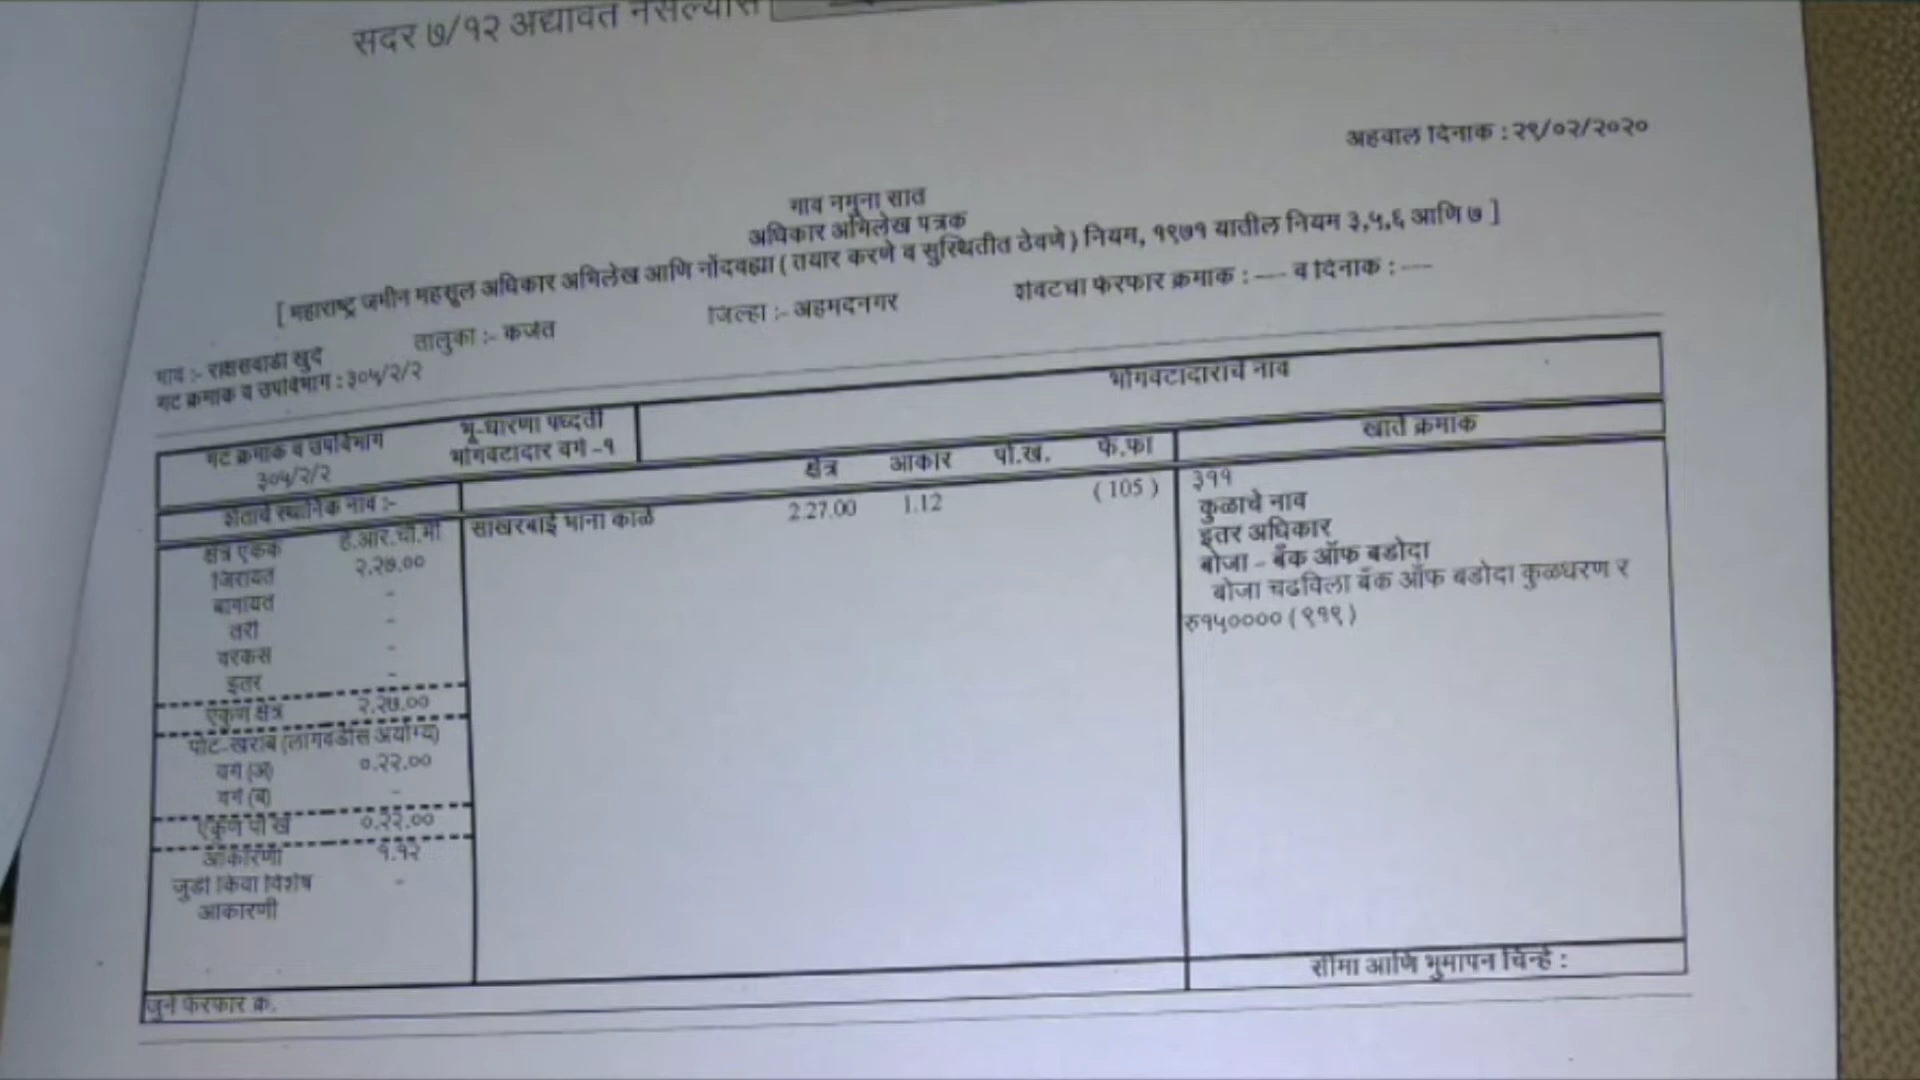 सदर ७/१२ अद्यावत नसल्यास
अहवाल दिनांक : २९/०२/२०२०
गाव नमुना सात
अधिकार अभिलेख पत्रक
[ महाराष्ट्र जमीन महसूल अधिकार अभिलेख आणि नोंदवह्या ( तयार करणे व सुस्थितीत ठेवणे ) नियम, १९७१ यातील नियम ३,५,६ आणि ७ ]
गाव :- राक्षसवाडी खुर्द तालुका :- कर्जत जिल्हा :- अहमदनगर शेवटचा फेरफार क्रमांक : ---- व दिनांक : ----
गट क्रमांक व उपविभाग : ३०५/२/२
गट क्रमांक व उपविभाग भू-धारणा पध्दती भोगवटादाराचे नाव
३०५/२/२ भोगवटादार वर्ग -१
क्षेत्र आकार पो.ख. फे.फा खाते क्रमांक
शेताचे स्थानिक नाव :-
साखरबाई भाना काळे 2.27.00 1.12 ( 105 )
३११
कुळाचे नाव
इतर अधिकार
बोजा - बँक ऑफ बडोदा
बोजा चढविला बँक ऑफ बडोदा कुळधरण र
रु१५०००० ( ९१९ )
क्षेत्र एकक हे.आर.चौ.मी
जिरायत २.२७.००
बागायत -
तरी -
वरकस -
इतर -
एकुण क्षेत्र २.२७.००
पोट-खराब (लागवडीस अयोग्य)
वर्ग (अ) ०.२२.००
वर्ग (ब) -
एकुण पो ख ०.२२.००
आकारणी १.१२
जुडी किंवा विशेष -
आकारणी
सीमा आणि भुमापन चिन्हे :
जुने फेरफार क्र.